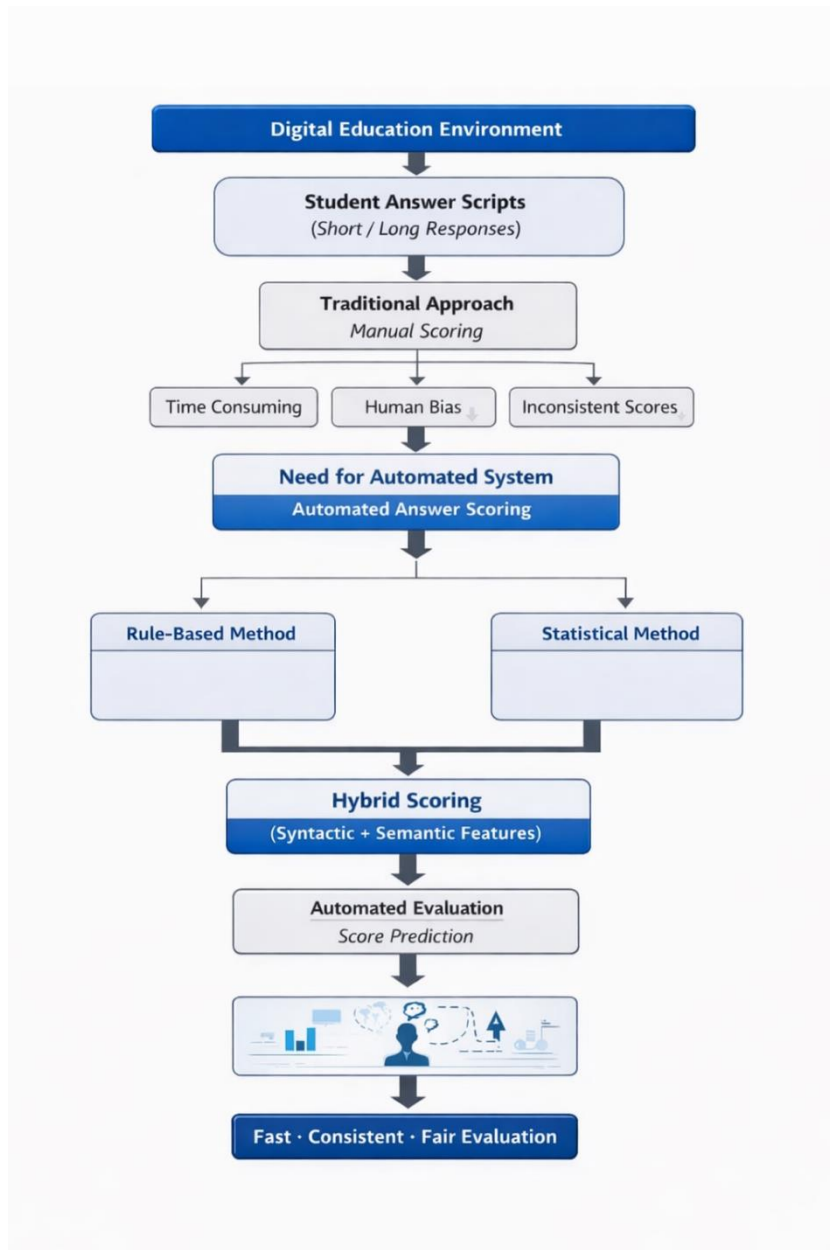 Digital Education Environment
Student Answer Scripts
(Short / Long Responses)
Traditional Approach
Manual Scoring
Time Consuming
Human Bias
Inconsistent Scores
Need for Automated System
Automated Answer Scoring
Rule-Based Method
Statistical Method
Hybrid Scoring
(Syntactic + Semantic Features)
Automated Evaluation
Score Prediction
Fast · Consistent · Fair Evaluation